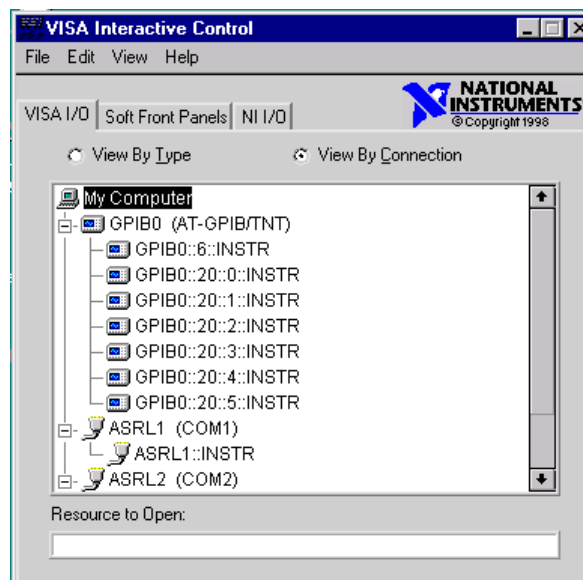 VISA Interactive Control
File Edit View Help
NATIONAL
INSTRUMENTS
© Copyright 1998
VISA I/O Soft Front Panels NI I/O
View By Type View By Connection
My Computer
GPIB0 (AT-GPIB/TNT)
GPIB0::6::INSTR
GPIB0::20::0::INSTR
GPIB0::20::1::INSTR
GPIB0::20::2::INSTR
GPIB0::20::3::INSTR
GPIB0::20::4::INSTR
GPIB0::20::5::INSTR
ASRL1 (COM1)
ASRL1::INSTR
ASRL2 (COM2)
Resource to Open: